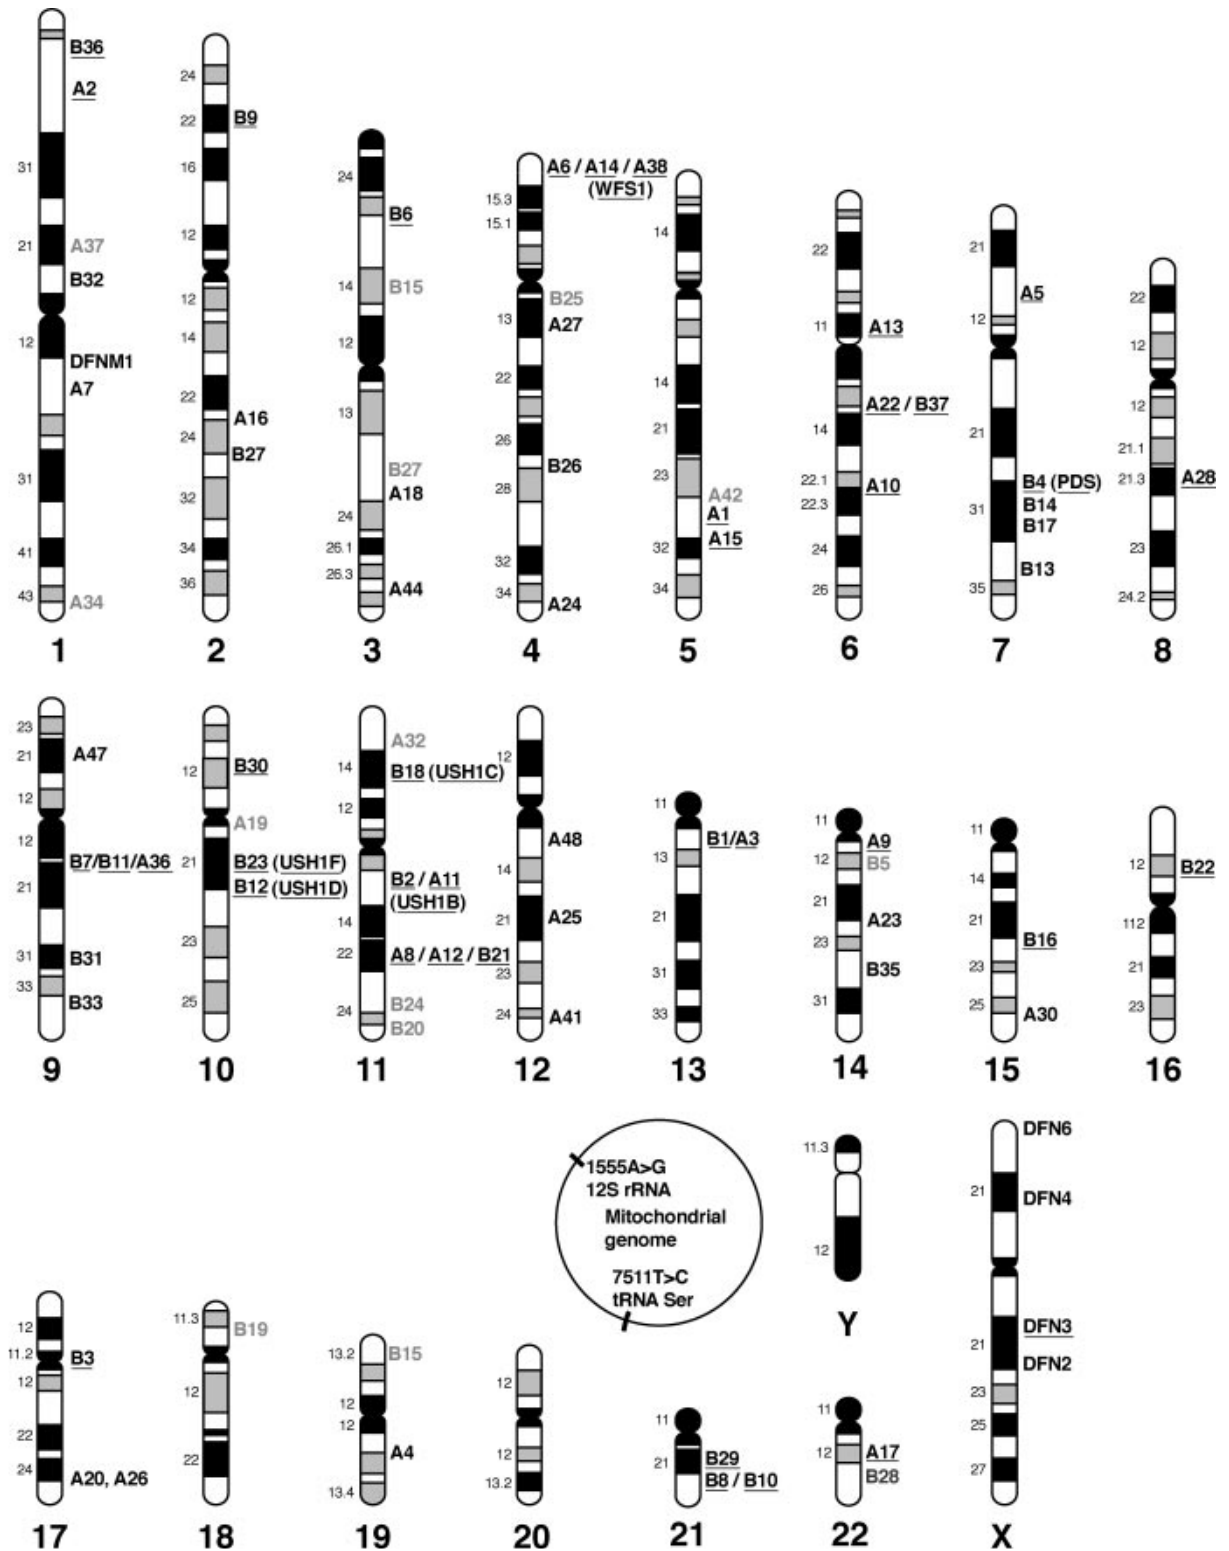 B36
A2
31
21
A37
B32
12
DFNM1
A7
31
41
43
A34
1
24
22
B9
16
12
12
14
22
A16
24
B27
32
34
36
2
24
B6
14
B15
12
13
B27
A18
24
26.1
26.3
A44
3
A6 / A14 / A38
(WFS1)
15.3
15.1
B25
13
A27
22
26
B26
28
32
34
A24
4
14
14
21
23
A42
A1
A15
32
34
5
22
11
A13
A22 / B37
14
22.1
A10
22.3
24
26
6
21
A5
12
21
B4 (PDS)
B14
31
B17
B13
35
7
22
12
12
21.1
21.3
A28
23
24.2
8
23
21
A47
12
12
B7/B11/A36
21
31
B31
33
B33
9
12
B30
A19
21
B23 (USH1F)
B12 (USH1D)
23
25
10
A32
14
B18 (USH1C)
12
B2 / A11
(USH1B)
14
22
A8 / A12 / B21
B24
24
B20
11
12
A48
14
21
A25
23
24
A41
12
11
B1/A3
13
21
31
33
13
11
A9
12
B5
21
A23
23
B35
31
14
11
14
21
B16
23
25
A30
15
12
B22
112
21
23
16
12
11.2
B3
12
22
24
A20, A26
17
11.3
B19
12
22
18
13.2
B15
12
12
A4
13.4
19
12
12
13.2
20
1555A>G
12S rRNA
Mitochondrial
genome
7511T>C
tRNA Ser
11
21
B29
B8 / B10
21
11.3
12
Y
11
12
A17
B28
22
DFN6
21
DFN4
DFN3
21
DFN2
23
25
27
X